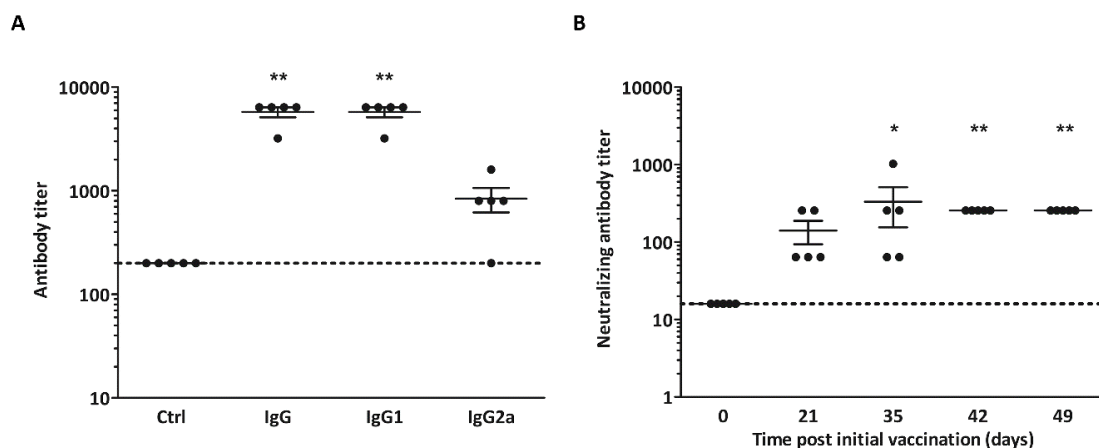 A
Antibody titer
10000
1000
100
10
** **
Ctrl IgG IgG1 IgG2a
B
Neutralizing antibody titer
10000
1000
100
10
1
* ** **
0 21 35 42 49
Time post initial vaccination (days)